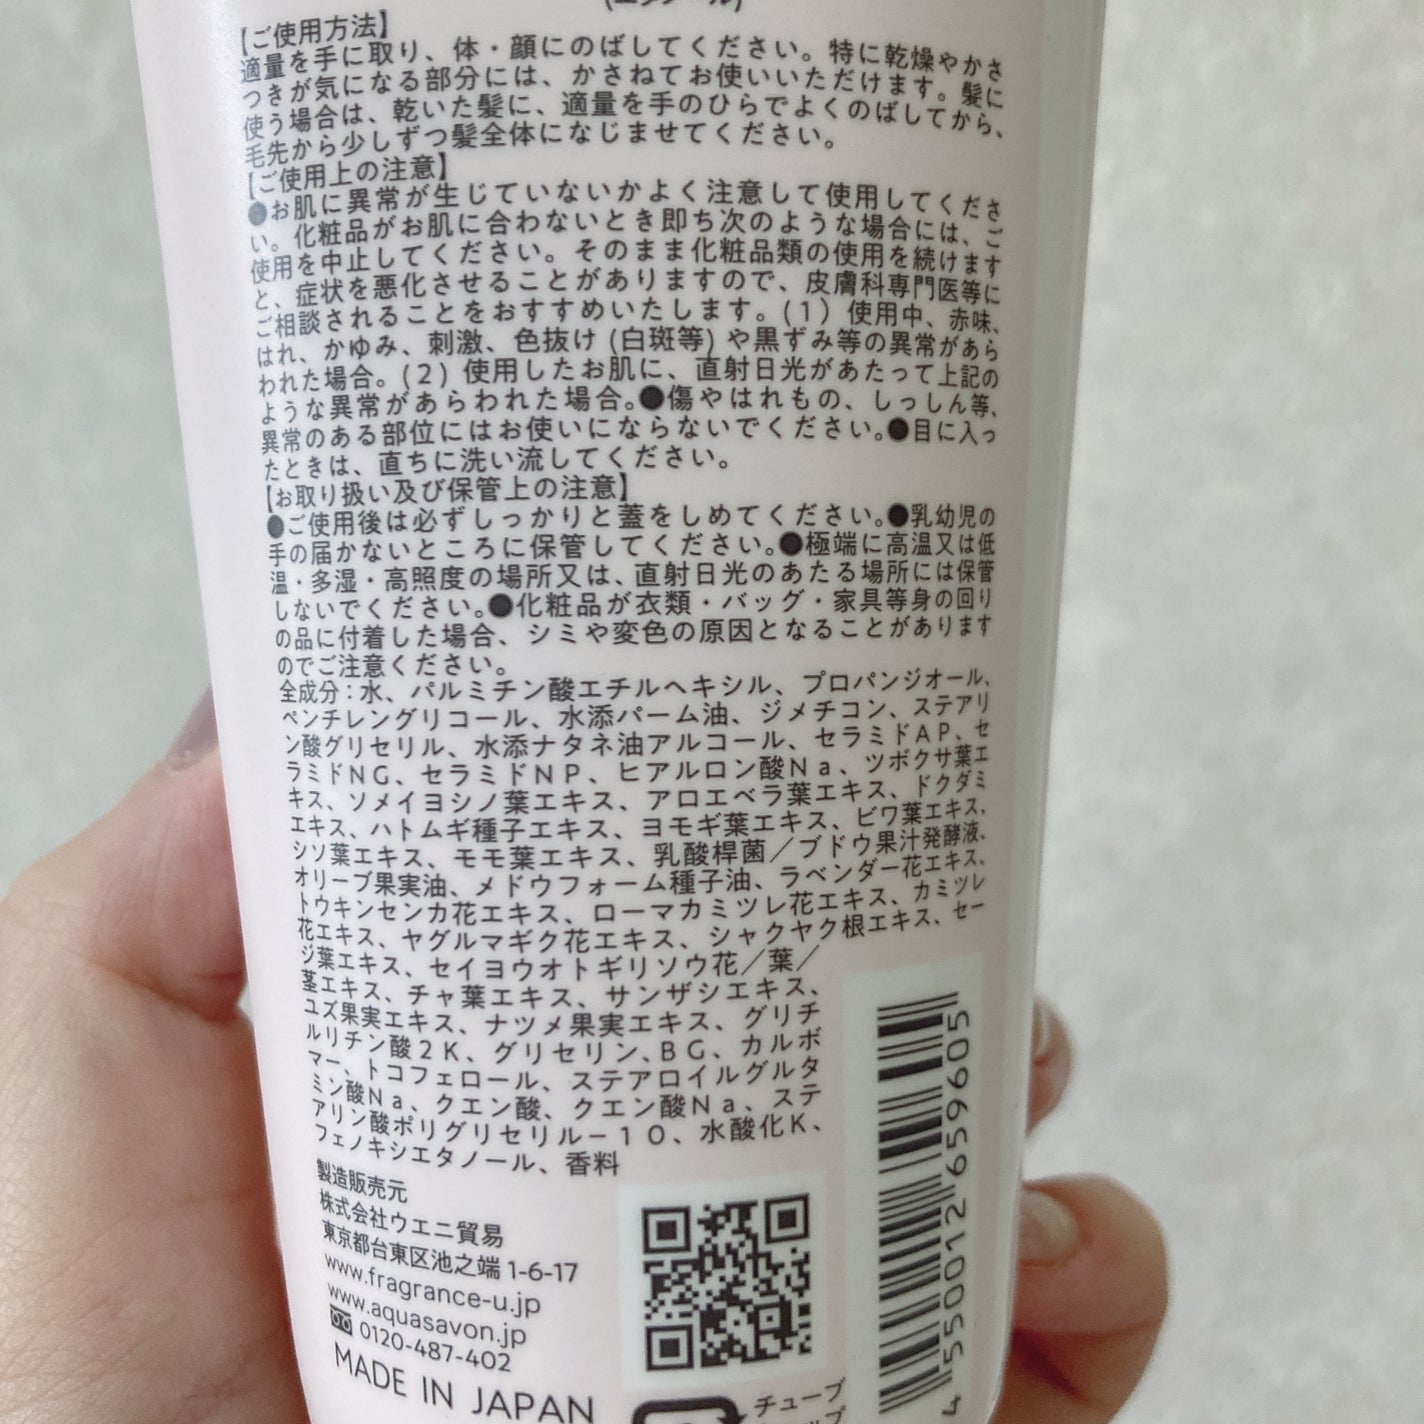 【ご使用方法】
適量を手に取り、体・顔にのばしてください。特に乾燥やかさ
つきが気になる部分には、かさねてお使いいただけます。髪に
使う場合は、乾いた髪に、適量を手のひらでよくのばしてから、
毛先から少しずつ髪全体になじませてください。
【ご使用上の注意】
●お肌に異常が生じていないかよく注意して使用してくださ
い。化粧品がお肌に合わないとき即ち次のような場合には、ご
使用を中止してください。そのまま化粧品類の使用を続けます
と、症状を悪化させることがありますので、皮膚科専門医等に
ご相談されることをおすすめいたします。(1) 使用中、赤味、
はれ、かゆみ、刺激、色抜け (白斑等) や黒ずみ等の異常があら
われた場合。(2) 使用したお肌に、直射日光があたって上記の
ような異常があらわれた場合。●傷やはれもの、しっしん等、
異常のある部位にはお使いにならないでください。●目に入っ
たときは、直ちに洗い流してください。
【お取り扱い及び保管上の注意】
●ご使用後は必ずしっかりと蓋をしめてください。●乳幼児の
手の届かないところに保管してください。●極端に高温又は低
温・多湿・高照度の場所又は、直射日光のあたる場所には保管
しないでください。●化粧品が衣類・バッグ・家具等身の回り
の品に付着した場合、シミや変色の原因となることがあります
のでご注意ください。
全成分：水、パルミチン酸エチルヘキシル、プロパンジオール、
ペンチレングリコール、水添パーム油、ジメチコン、ステアリ
ン酸グリセリル、水添ナタネ油アルコール、セラミドAP、セ
ラミドNG、セラミドNP、ヒアルロン酸Na、ツボクサ葉エ
キス、ソメイヨシノ葉エキス、アロエベラ葉エキス、ドクダミ
エキス、ハトムギ種子エキス、ヨモギ葉エキス、ビワ葉エキス、
シソ葉エキス、モモ葉エキス、乳酸桿菌／ブドウ果汁発酵液、
オリーブ果実油、メドウフォーム種子油、ラベンダー花エキス、
トウキンセンカ花エキス、ローマカミツレ花エキス、カミツレ
花エキス、ヤグルマギク花エキス、シャクヤク根エキス、セー
ジ葉エキス、セイヨウオトギリソウ花／葉／
茎エキス、チャ葉エキス、サンザシエキス、
ユズ果実エキス、ナツメ果実エキス、グリチ
ルリチン酸2K、グリセリン、BG、カルボ
マー、トコフェロール、ステアロイルグルタ
ミン酸Na、クエン酸、クエン酸Na、ステ
アリン酸ポリグリセリル－10、水酸化K、
フェノキシエタノール、香料
製造販売元
株式会社ウエニ貿易
東京都台東区池之端 1-6-17
www.fragrance-u.jp
www.aquasavon.jp
0120-487-402
MADE IN JAPAN
チューブ
4 550012 659605